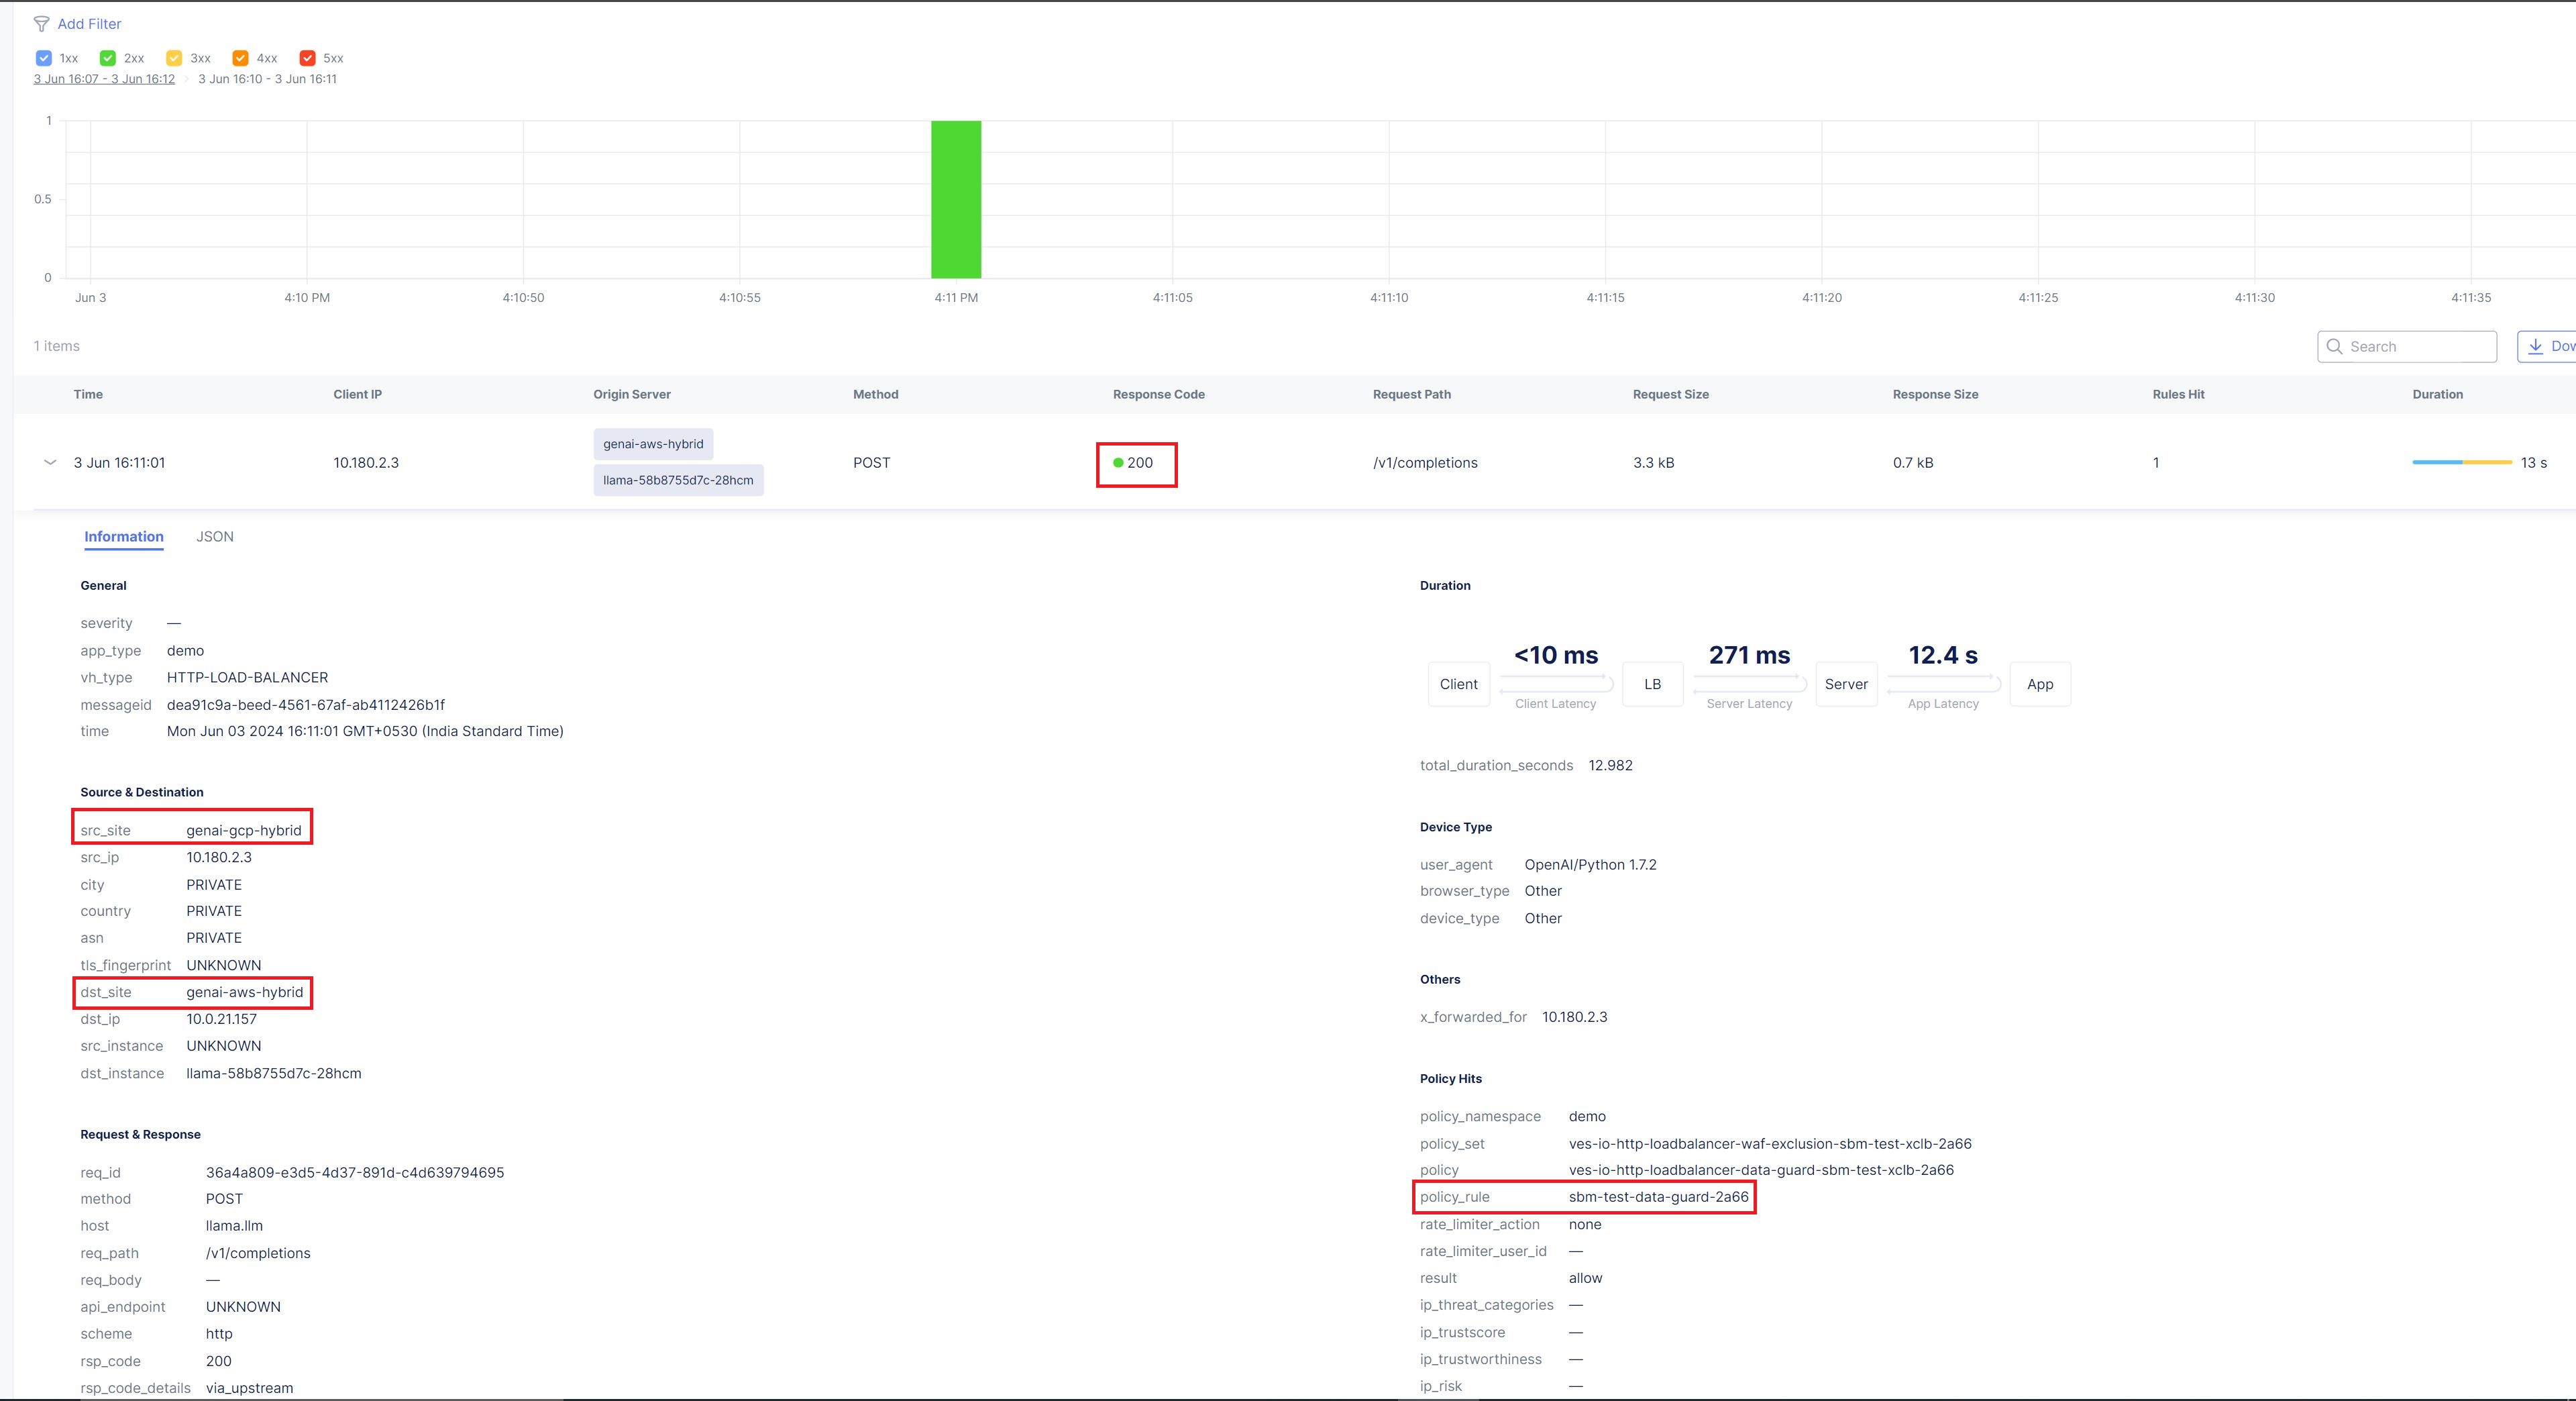 Add Filter
1xx 2xx 3xx 4xx 5xx
3 Jun 16:07 - 3 Jun 16:12 3 Jun 16:10 - 3 Jun 16:11
1
0.5
0
Jun 3 4:10 PM 4:10:50 4:10:55 4:11 PM 4:11:05 4:11:10 4:11:15 4:11:20 4:11:25 4:11:30 4:11:35
1 items Search
Time Client IP Origin Server Method Response Code Request Path Request Size Response Size Rules Hit Duration
genai-aws-hybrid
3 Jun 16:11:01 10.180.2.3 POST 200 /v1/completions 3.3 kB 0.7 kB 1 13 s
llama-58b8755d7c-28hcm
Information JSON
General
severity —
app_type demo
vh_type HTTP-LOAD-BALANCER
messageid dea91c9a-beed-4561-67af-ab4112426b1f
time Mon Jun 03 2024 16:11:01 GMT+0530 (India Standard Time)
Source & Destination
src_site genai-gcp-hybrid
src_ip 10.180.2.3
city PRIVATE
country PRIVATE
asn PRIVATE
tls_fingerprint UNKNOWN
dst_site genai-aws-hybrid
dst_ip 10.0.21.157
src_instance UNKNOWN
dst_instance llama-58b8755d7c-28hcm
Request & Response
req_id 36a4a809-e3d5-4d37-891d-c4d639794695
method POST
host llama.llm
req_path /v1/completions
req_body —
api_endpoint UNKNOWN
scheme http
rsp_code 200
rsp_code_details via_upstream
Duration
<10 ms 271 ms 12.4 s
Client LB Server App
Client Latency Server Latency App Latency
total_duration_seconds 12.982
Device Type
user_agent OpenAI/Python 1.7.2
browser_type Other
device_type Other
Others
x_forwarded_for 10.180.2.3
Policy Hits
policy_namespace demo
policy_set ves-io-http-loadbalancer-waf-exclusion-sbm-test-xclb-2a66
policy ves-io-http-loadbalancer-data-guard-sbm-test-xclb-2a66
policy_rule sbm-test-data-guard-2a66
rate_limiter_action none
rate_limiter_user_id —
result allow
ip_threat_categories —
ip_trustscore —
ip_trustworthiness —
ip_risk —